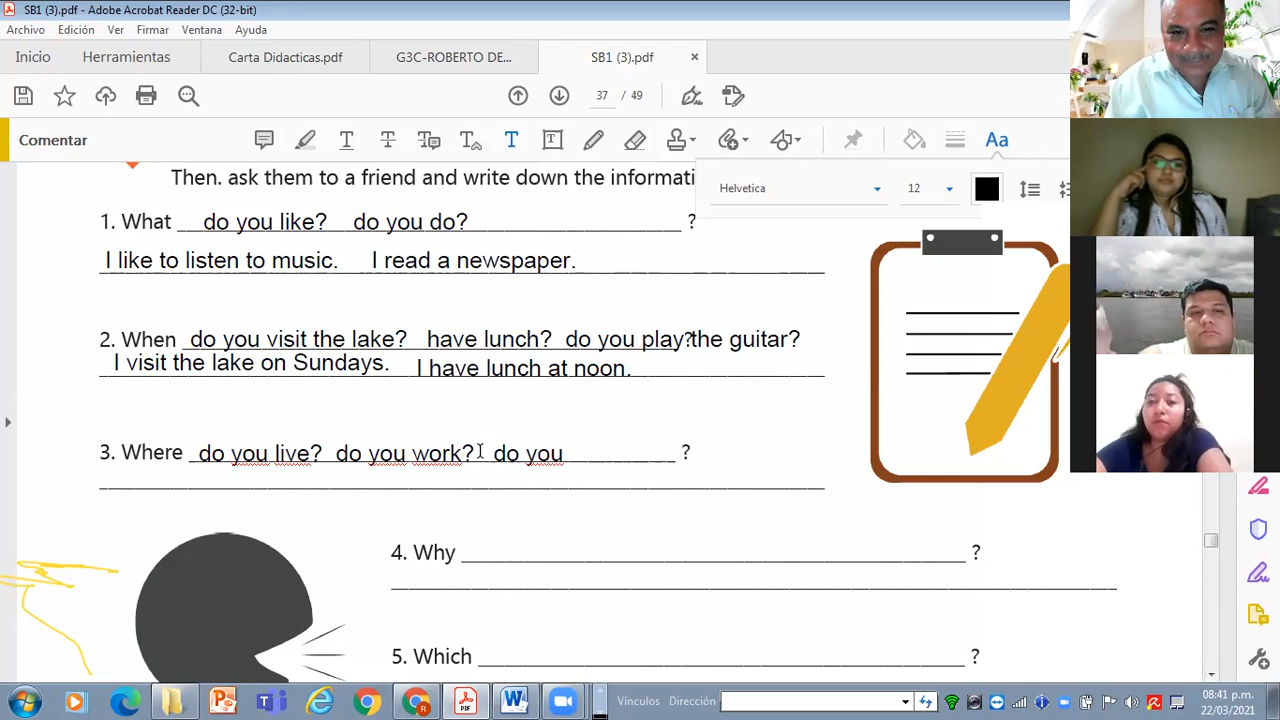 SB1 (3).pdf - Adobe Acrobat Reader DC (32-bit)
Archivo Edición Ver Firmar Ventana Ayuda
Inicio Herramientas Carta Didacticas.pdf G3C-ROBERTO DE... SB1 (3).pdf ×
37 / 49
Comentar
Helvetica 12
Then. ask them to a friend and write down the informati
1. What do you like? do you do? ?
I like to listen to music. I read a newspaper.
2. When do you visit the lake? have lunch? do you play the guitar? ?
I visit the lake on Sundays. I have lunch at noon.
3. Where do you live? do you work? do you ?
4. Why ?
5. Which ?
Vínculos Dirección
08:41 p.m.
22/03/2021